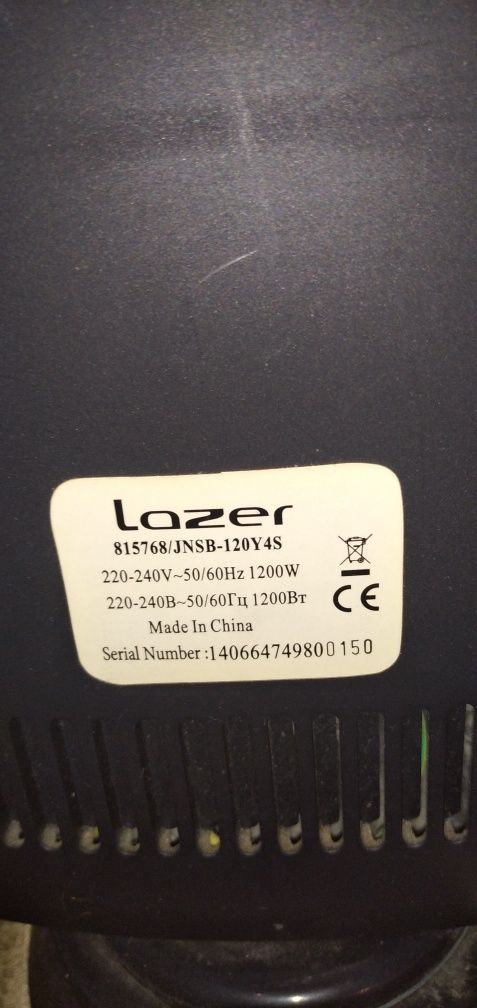 Lazer
815768/JNSB-120Y4S
220-240V~50/60Hz 1200W
220-240В~50/60Гц 1200Вт
CE
Made In China
Serial Number :140664749800150